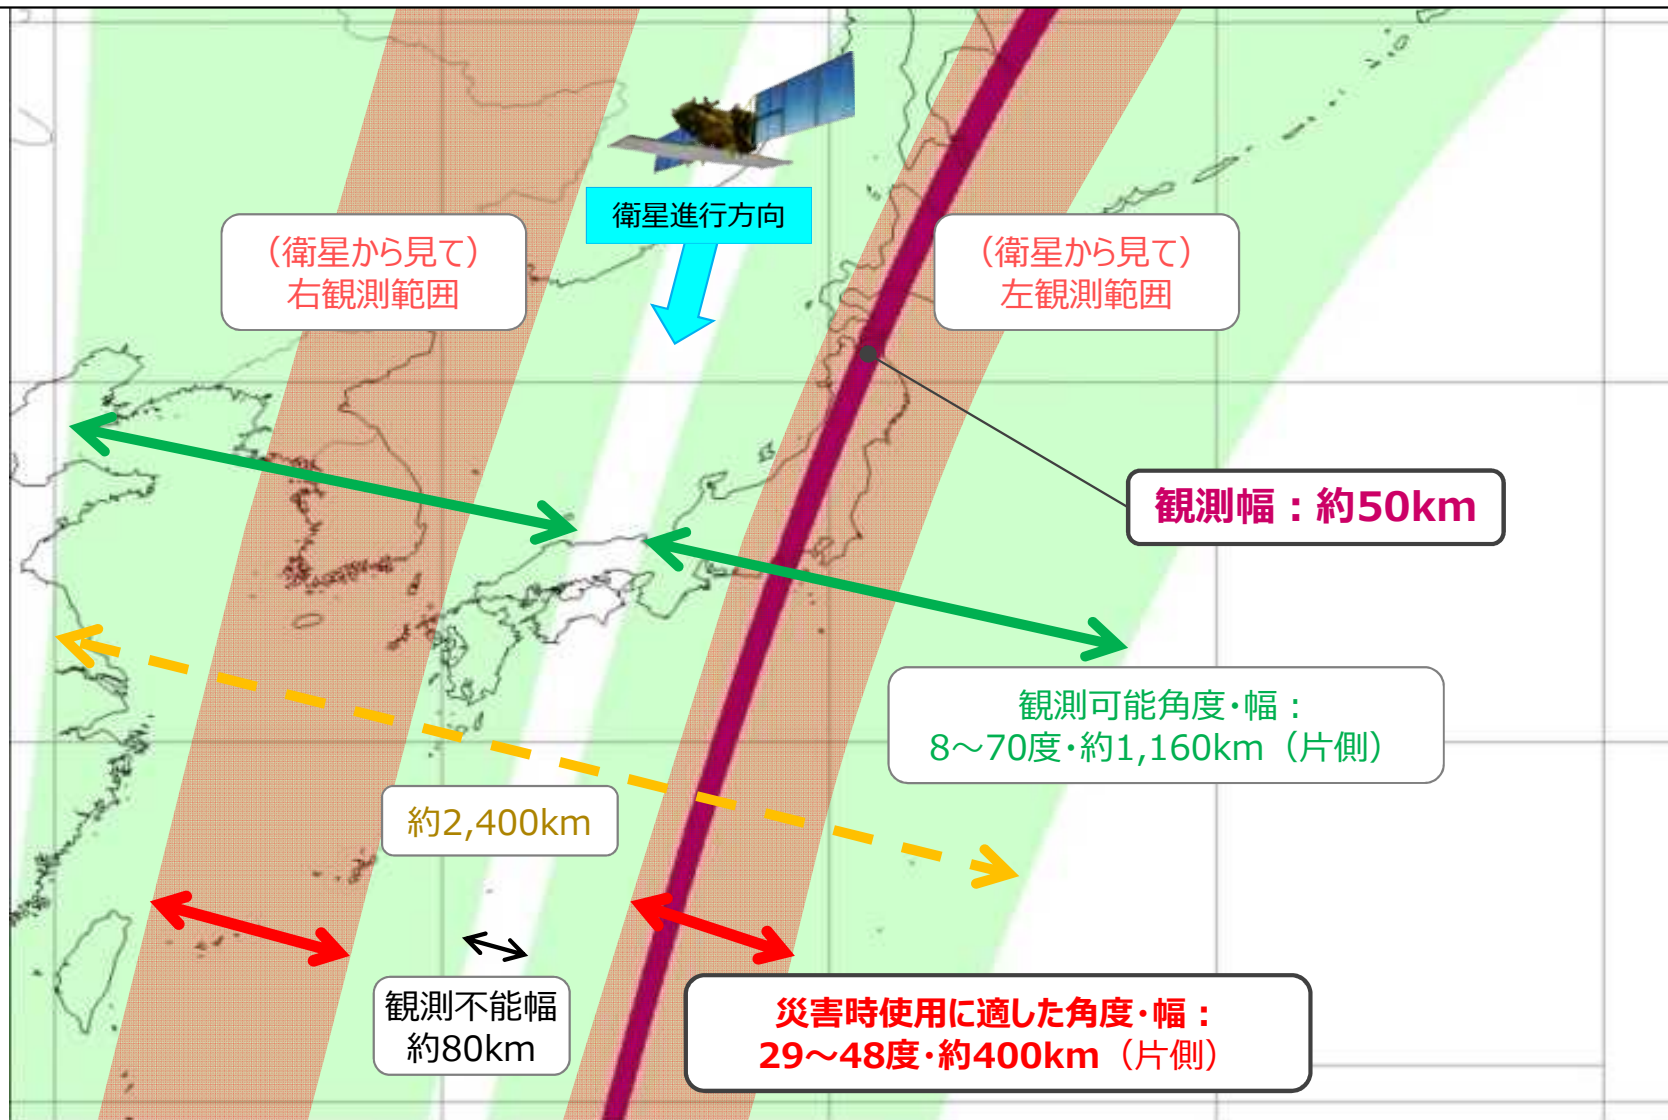 衛星進行方向
（衛星から見て）
右観測範囲
（衛星から見て）
左観測範囲
観測幅：約50km
観測可能角度・幅：
8～70度・約1,160km（片側）
約2,400km
観測不能幅
約80km
災害時使用に適した角度・幅：
29～48度・約400km（片側）